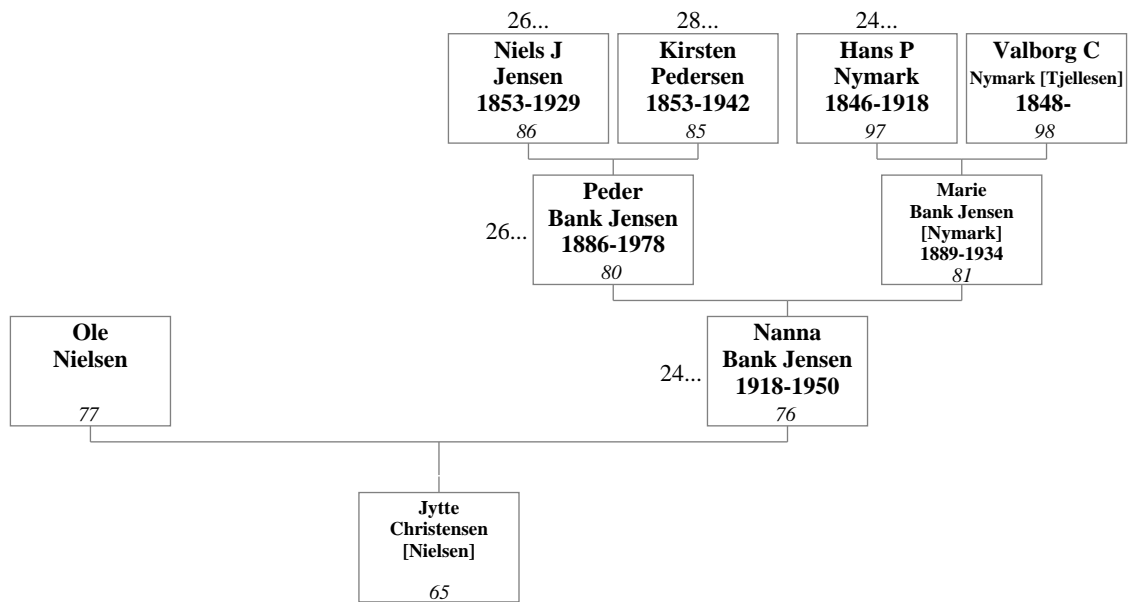 26...
Niels J
Jensen
1853-1929
86
28...
Kirsten
Pedersen
1853-1942
85
24...
Hans P
Nymark
1846-1918
97
Valborg C
Nymark [Tjellesen]
1848-
98
26...
Peder
Bank Jensen
1886-1978
80
Marie
Bank Jensen
[Nymark]
1889-1934
81
Ole
Nielsen
77
24...
Nanna
Bank Jensen
1918-1950
76
Jytte
Christensen
[Nielsen]
65